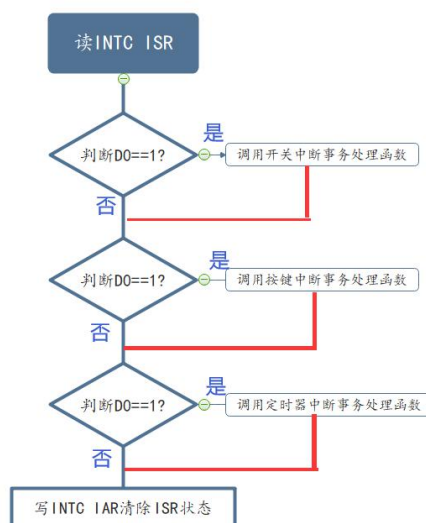 读INTC ISR
是
判断D0==1?
调用开关中断事务处理函数
否
是
判断D0==1?
调用按键中断事务处理函数
否
是
判断D0==1?
调用定时器中断事务处理函数
否
写INTC IAR清除ISR状态